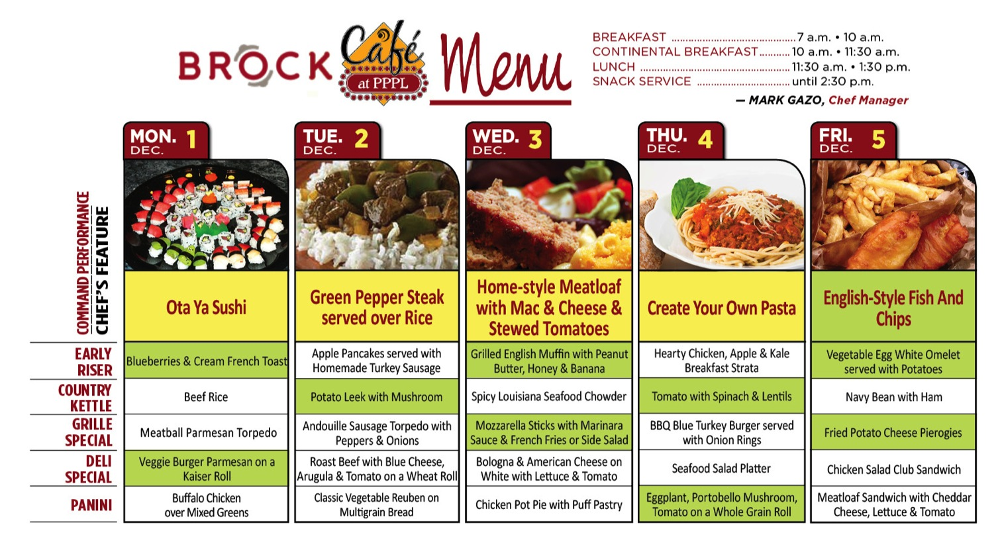 BROCK
Café
at PPPL
Menu
BREAKFAST ........................................ 7 a.m. • 10 a.m.
CONTINENTAL BREAKFAST .......... 10 a.m. • 11:30 a.m.
LUNCH ................................................ 11:30 a.m. • 1:30 p.m.
SNACK SERVICE .............................. until 2:30 p.m.
— MARK GAZO, Chef Manager
MON. 1
DEC.
TUE. 2
DEC.
WED. 3
DEC.
THU. 4
DEC.
FRI. 5
DEC.
COMMAND PERFORMANCE
CHEF'S FEATURE
Ota Ya Sushi
Green Pepper Steak
served over Rice
Home-style Meatloaf
with Mac & Cheese &
Stewed Tomatoes
Create Your Own Pasta
English-Style Fish And
Chips
EARLY
RISER
Blueberries & Cream French Toast
Apple Pancakes served with
Homemade Turkey Sausage
Grilled English Muffin with Peanut
Butter, Honey & Banana
Hearty Chicken, Apple & Kale
Breakfast Strata
Vegetable Egg White Omelet
served with Potatoes
COUNTRY
KETTLE
Beef Rice
Potato Leek with Mushroom
Spicy Louisiana Seafood Chowder
Tomato with Spinach & Lentils
Navy Bean with Ham
GRILLE
SPECIAL
Meatball Parmesan Torpedo
Andouille Sausage Torpedo with
Peppers & Onions
Mozzarella Sticks with Marinara
Sauce & French Fries or Side Salad
BBQ Blue Turkey Burger served
with Onion Rings
Fried Potato Cheese Pierogies
DELI
SPECIAL
Veggie Burger Parmesan on a
Kaiser Roll
Roast Beef with Blue Cheese,
Arugula & Tomato on a Wheat Roll
Bologna & American Cheese on
White with Lettuce & Tomato
Seafood Salad Platter
Chicken Salad Club Sandwich
PANINI
Buffalo Chicken
over Mixed Greens
Classic Vegetable Reuben on
Multigrain Bread
Chicken Pot Pie with Puff Pastry
Eggplant, Portobello Mushroom,
Tomato on a Whole Grain Roll
Meatloaf Sandwich with Cheddar
Cheese, Lettuce & Tomato